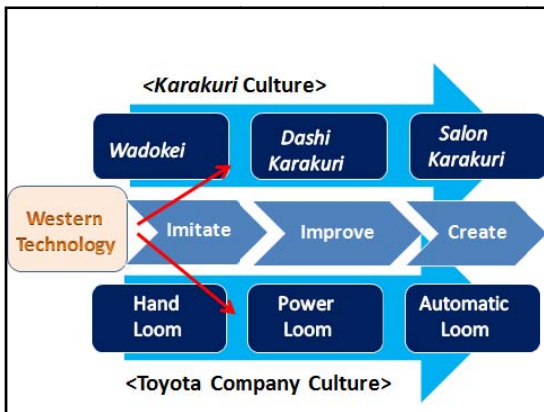 <Karakuri Culture>
Wadokei
Dashi
Karakuri
Salon
Karakuri
Western
Technology
Imitate
Improve
Create
Hand
Loom
Power
Loom
Automatic
Loom
<Toyota Company Culture>